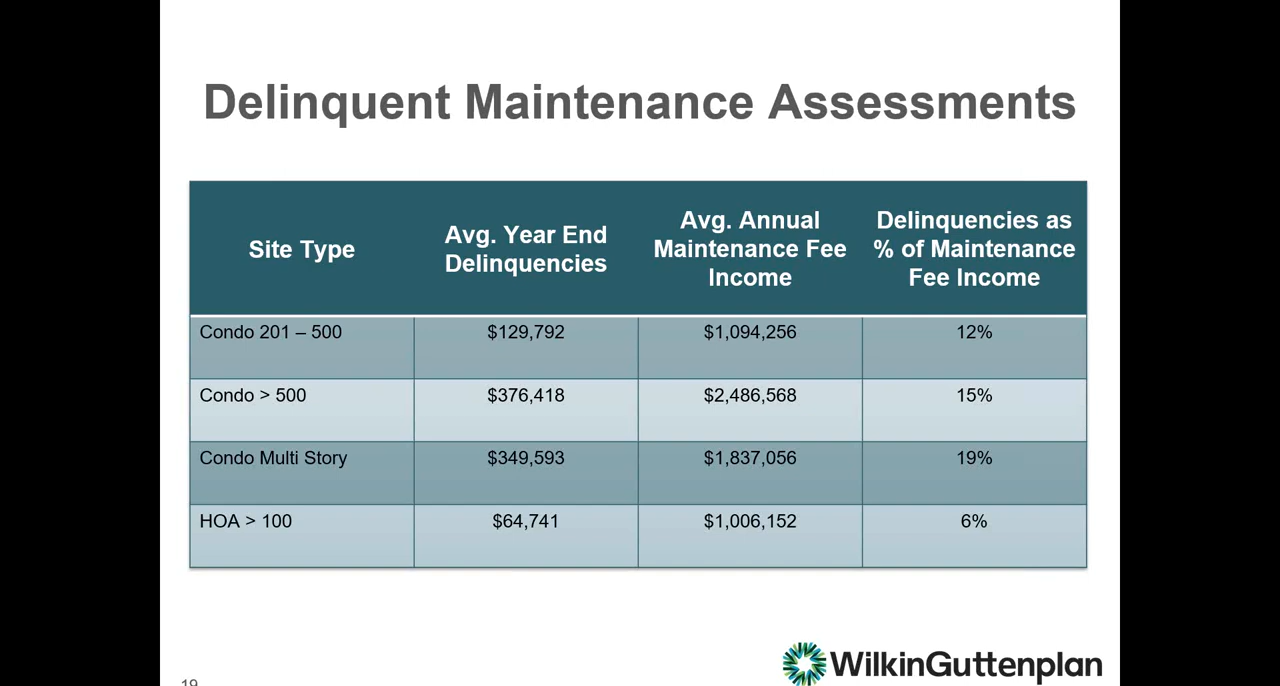 Delinquent Maintenance Assessments
Site Type
Avg. Year End
Delinquencies
Avg. Annual
Maintenance Fee
Income
Delinquencies as
% of Maintenance
Fee Income
Condo 201 – 500 $129,792 $1,094,256 12%
Condo > 500 $376,418 $2,486,568 15%
Condo Multi Story $349,593 $1,837,056 19%
HOA > 100 $64,741 $1,006,152 6%
WilkinGuttenplan
19